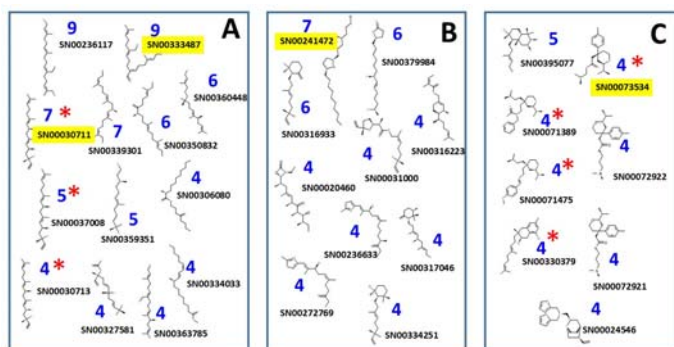 A
9
SN00236117
9
SN00333487
6
SN00360448
7 *
SN00030711
7
SN00339301
6
SN00350832
5 *
SN00037008
5
SN00359351
4
SN00306080
4 *
SN00030713
4
SN00327581
4
SN00363785
4
SN00334033
B
7
SN00241472
6
SN00379984
6
SN00316933
4
SN00316223
4
SN00031000
4
SN00020460
4
SN00236633
4
SN00317046
4
SN00272769
4
SN00334251
C
5
SN00395077
4 *
SN00073534
4 *
SN00071389
4
SN00072922
4 *
SN00071475
4 *
SN00330379
4
SN00072921
4
SN00024546